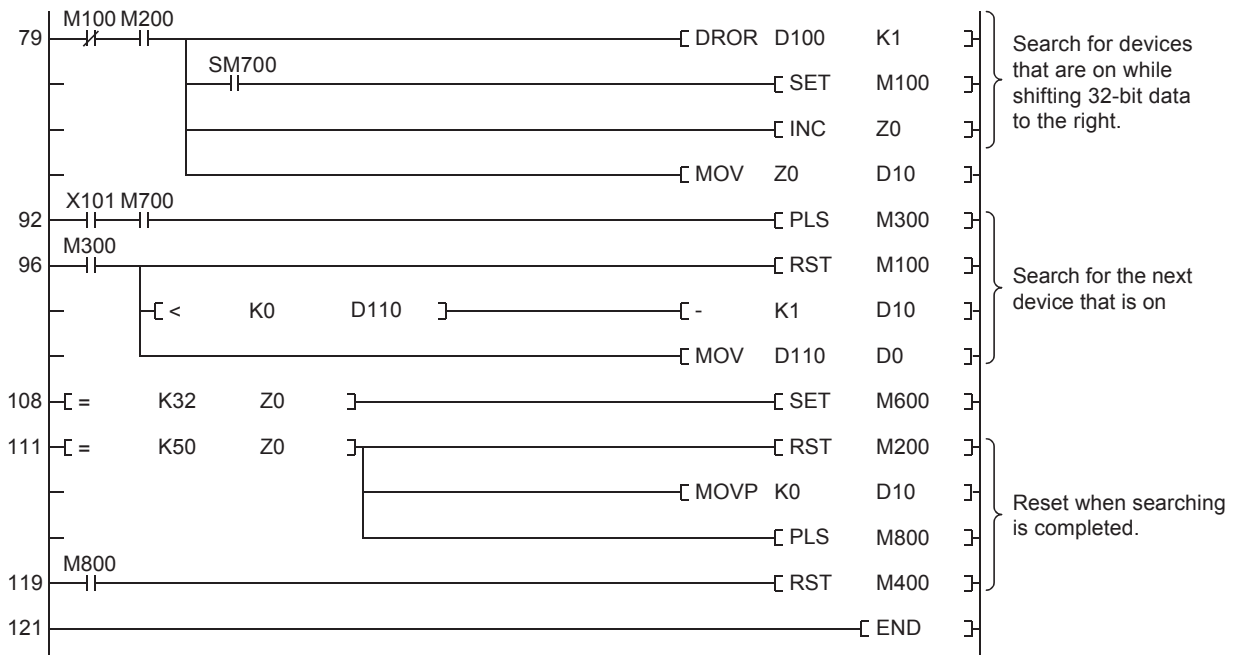 M100 M200
79 DROR D100 K1
SM700
SET M100
INC Z0
MOV Z0 D10
Search for devices
that are on while
shifting 32-bit data
to the right.
X101 M700
92 PLS M300
M300
96 RST M100
< K0 D110 - K1 D10
MOV D110 D0
Search for the next
device that is on
108 = K32 Z0 SET M600
111 = K50 Z0 RST M200
MOVP K0 D10
PLS M800
M800
119 RST M400
Reset when searching
is completed.
121 END